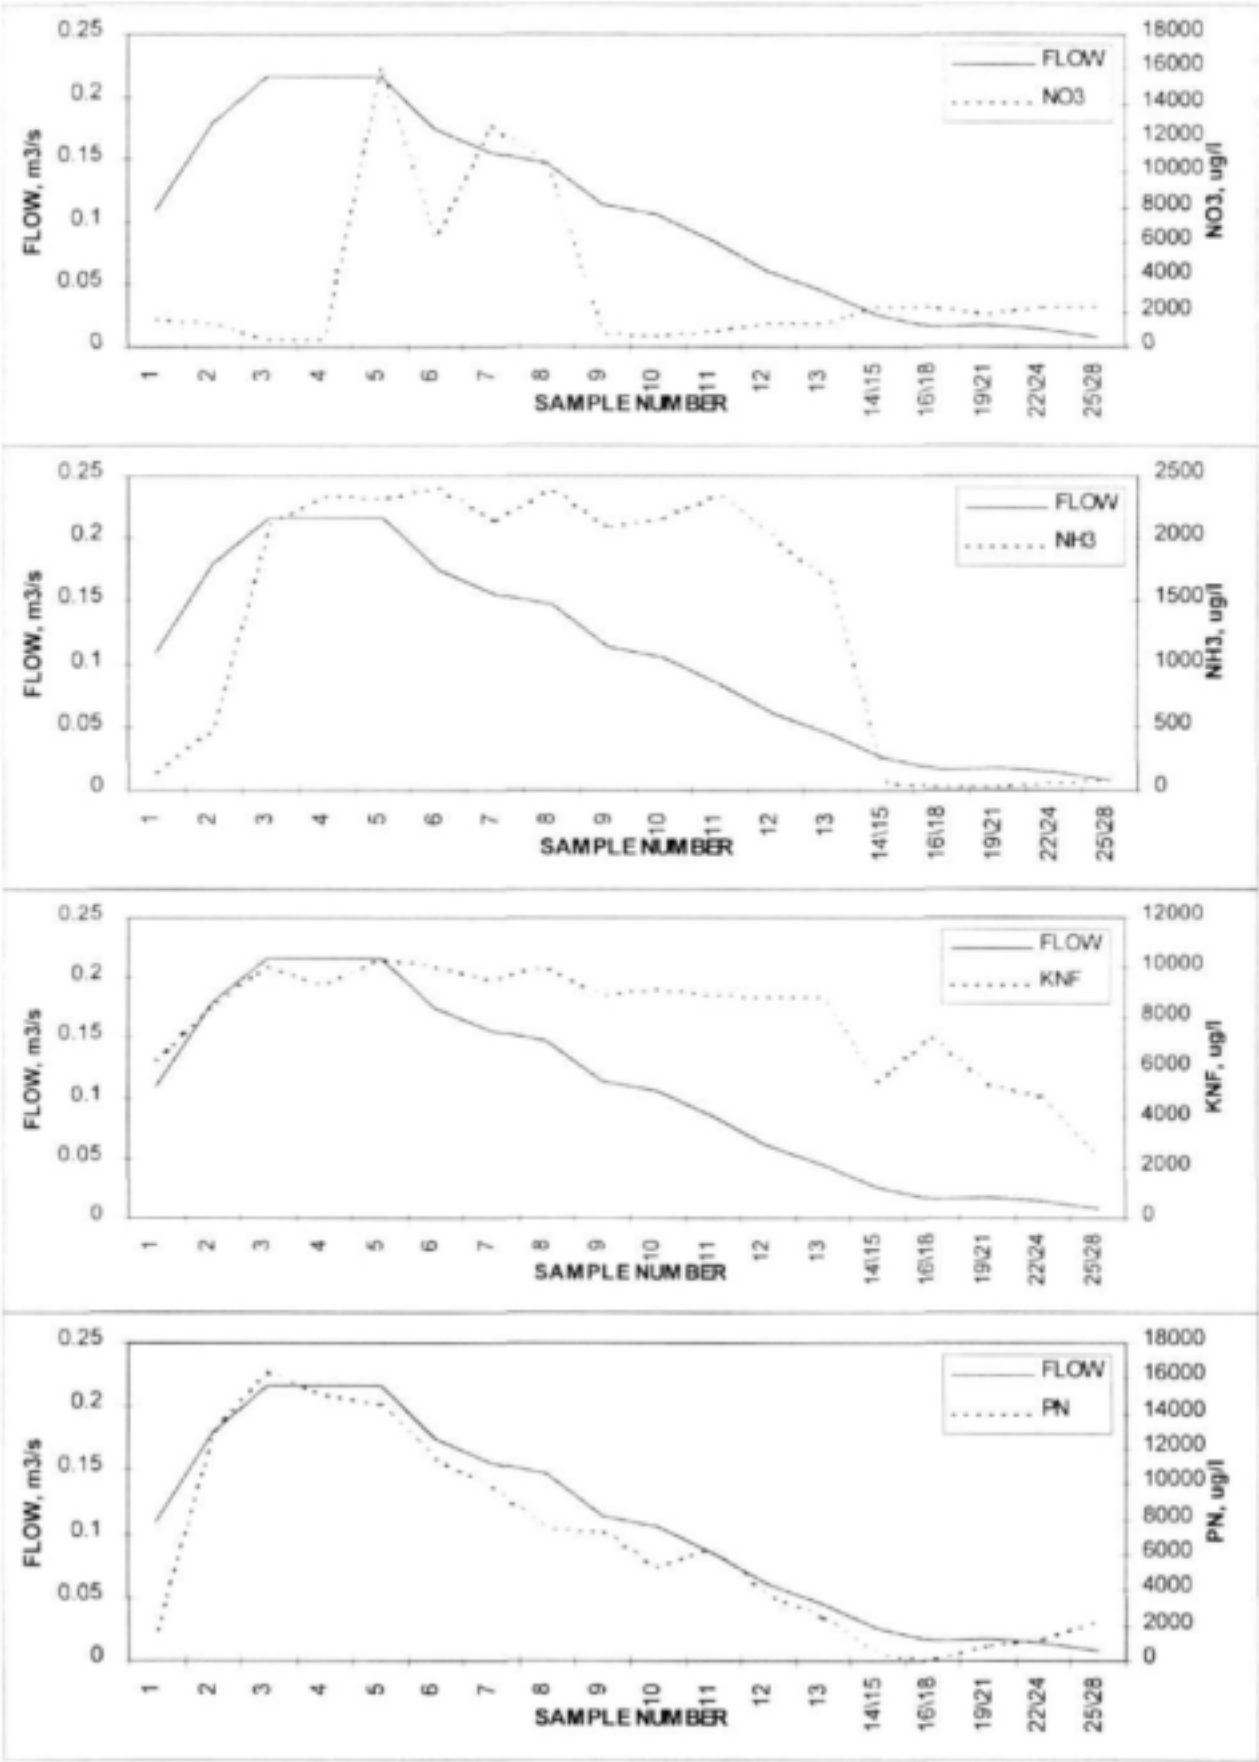 0.25 18000
FLOW
16000
0.2 NO3 14000
12000
0.15 10000
FLOW, m3/s NO3, ug/l
0.1 8000
6000
0.05 4000
2000
0 0
1 2 3 4 5 6 7 8 9 10 11 12 13 14\15 16\18 19\21 22\24 25\28
SAMPLE NUMBER
0.25 2500
FLOW
0.2 NH3 2000
0.15 1500
FLOW, m3/s NH3, ug/l
0.1 1000
0.05 500
0 0
1 2 3 4 5 6 7 8 9 10 11 12 13 14\15 16\18 19\21 22\24 25\28
SAMPLE NUMBER
0.25 12000
FLOW
0.2 KNF 10000
8000
0.15
FLOW, m3/s KNF, ug/l
6000
0.1 4000
0.05 2000
0 0
1 2 3 4 5 6 7 8 9 10 11 12 13 14\15 16\18 19\21 22\24 25\28
SAMPLE NUMBER
0.25 18000
FLOW
16000
0.2 PN 14000
12000
0.15 10000
FLOW, m3/s PN, ug/l
0.1 8000
6000
0.05 4000
2000
0 0
1 2 3 4 5 6 7 8 9 10 11 12 13 14\15 16\18 19\21 22\24 25\28
SAMPLE NUMBER